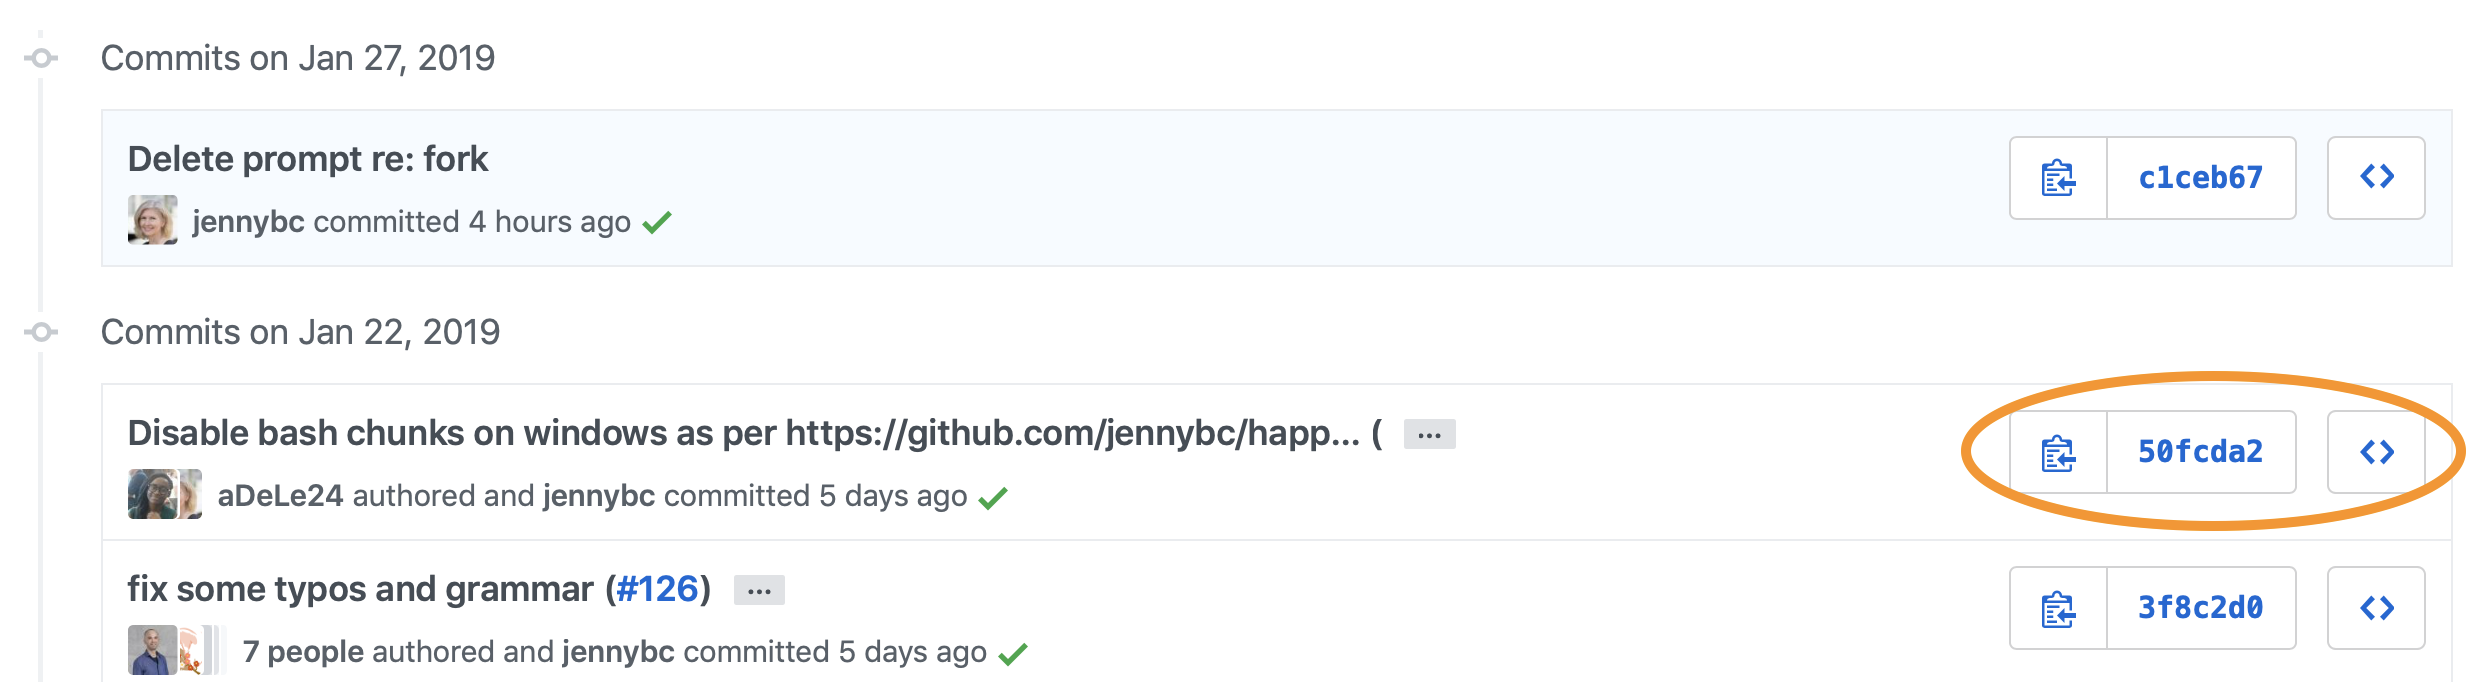 Commits on Jan 27, 2019
Delete prompt re: fork
c1ceb67
jennybc committed 4 hours ago
Commits on Jan 22, 2019
Disable bash chunks on windows as per https://github.com/jennybc/happ... ( ...
50fcda2
aDeLe24 authored and jennybc committed 5 days ago
fix some typos and grammar (#126) ...
3f8c2d0
7 people authored and jennybc committed 5 days ago